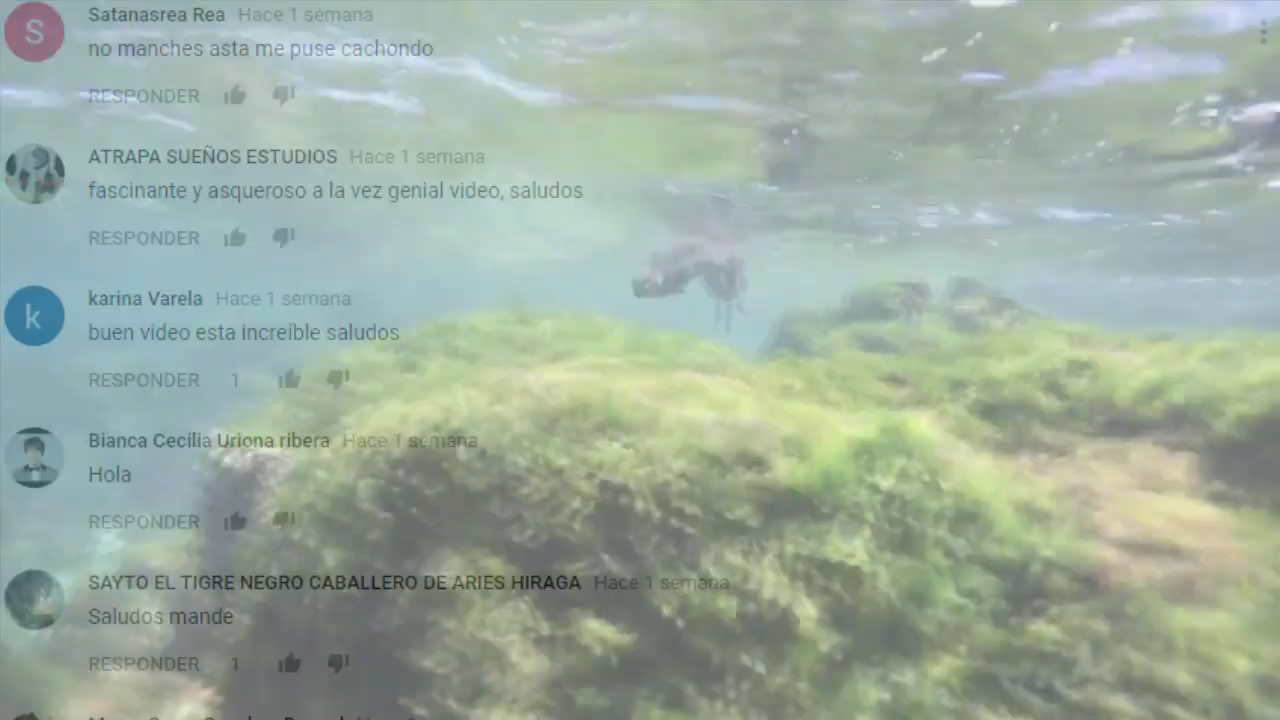 S
Satanasrea Rea Hace 1 semana
no manches asta me puse cachondo
RESPONDER
ATRAPA SUEÑOS ESTUDIOS Hace 1 semana
fascinante y asqueroso a la vez genial video, saludos
RESPONDER
k
karina Varela Hace 1 semana
buen vídeo esta increíble saludos
RESPONDER 1
Bianca Cecilia Uriona ribera Hace 1 semana
Hola
RESPONDER
SAYTO EL TIGRE NEGRO CABALLERO DE ARIES HIRAGA Hace 1 semana
Saludos mande
RESPONDER 1